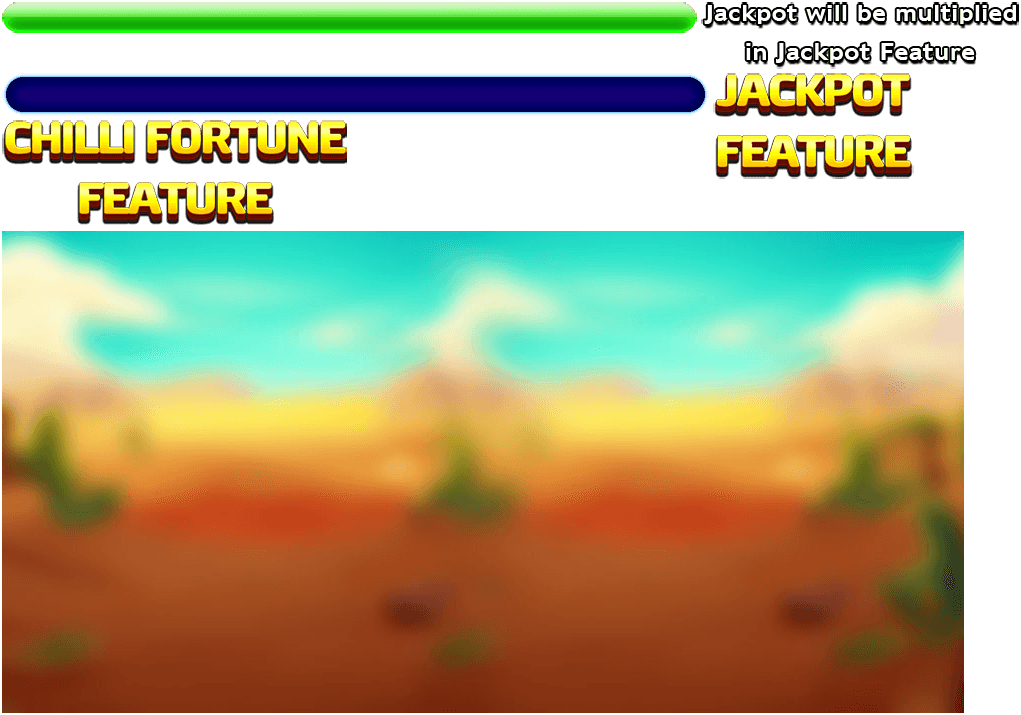 Jackpot will be multiplied
in Jackpot Feature
JACKPOT
FEATURE
CHILLI FORTUNE
FEATURE